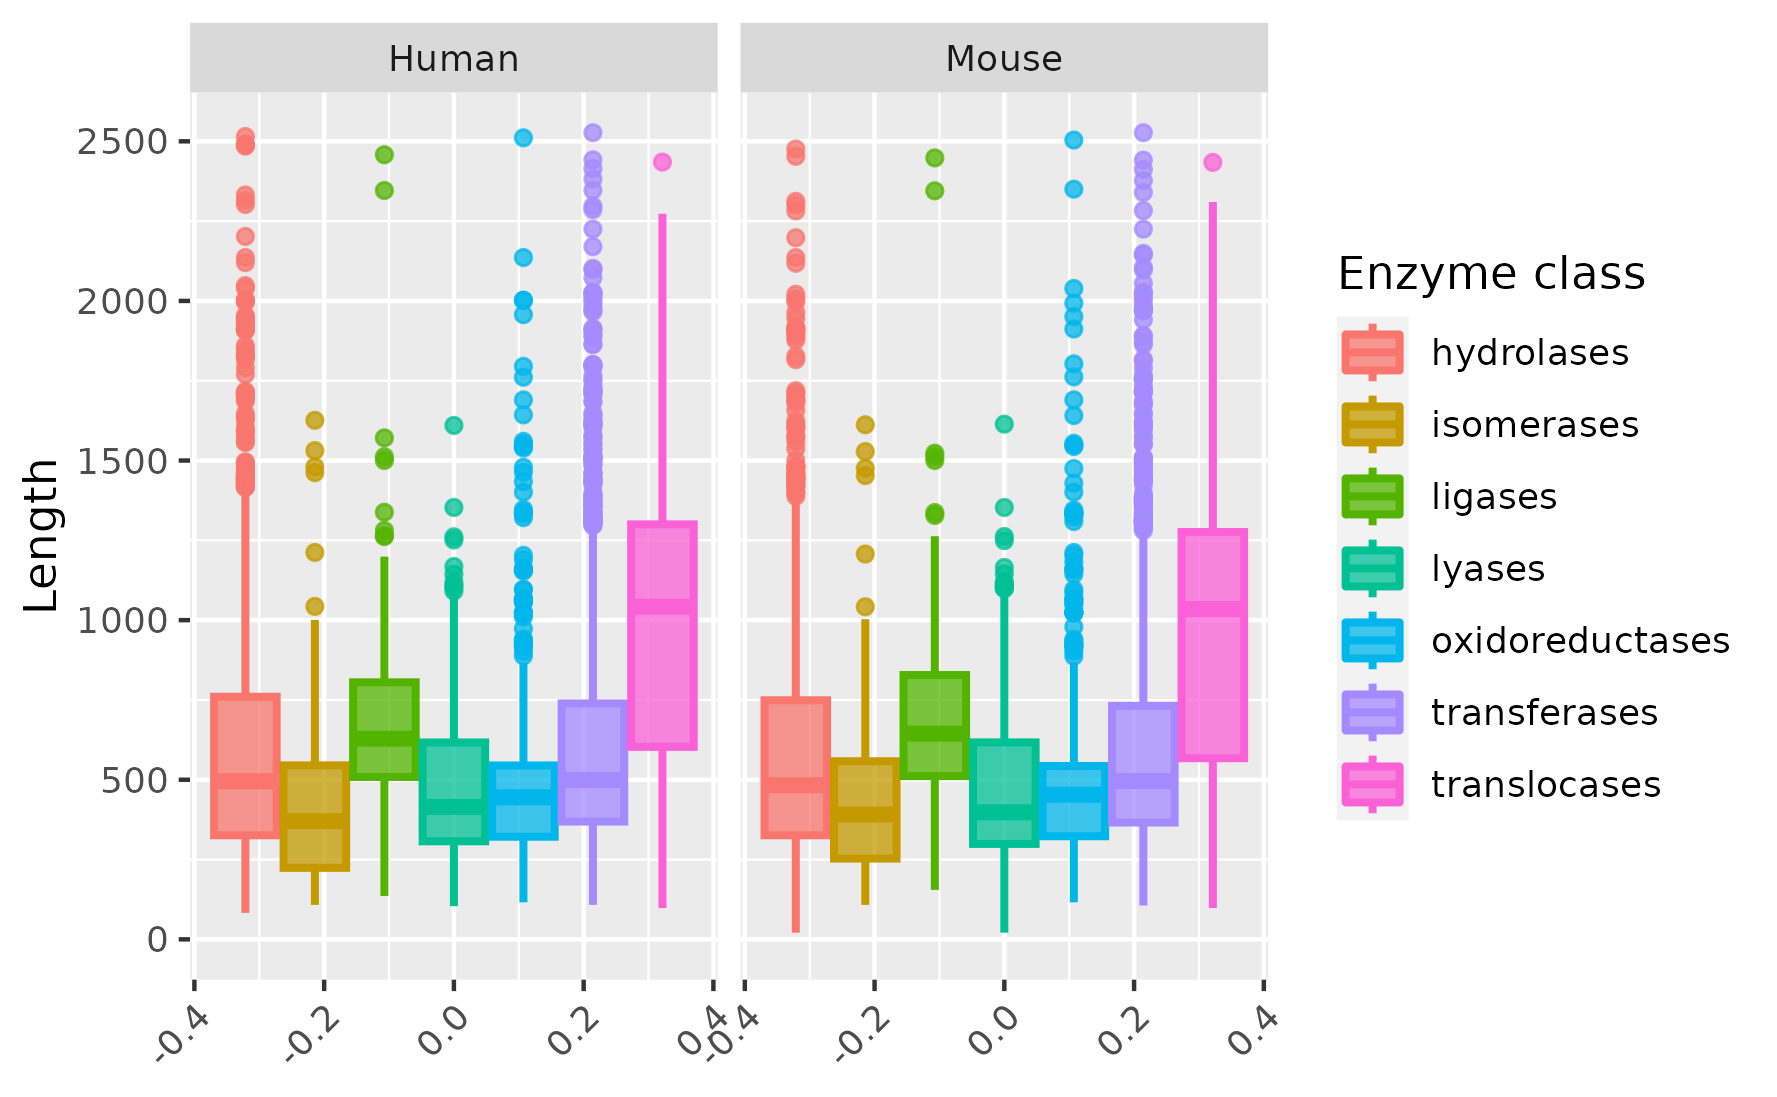 Human
Mouse
Length
2500
2000
1500
1000
500
0
-0.4
-0.2
0.0
0.2
0.4
-0.4
-0.2
0.0
0.2
0.4
Enzyme class
hydrolases
isomerases
ligases
lyases
oxidoreductases
transferases
translocases